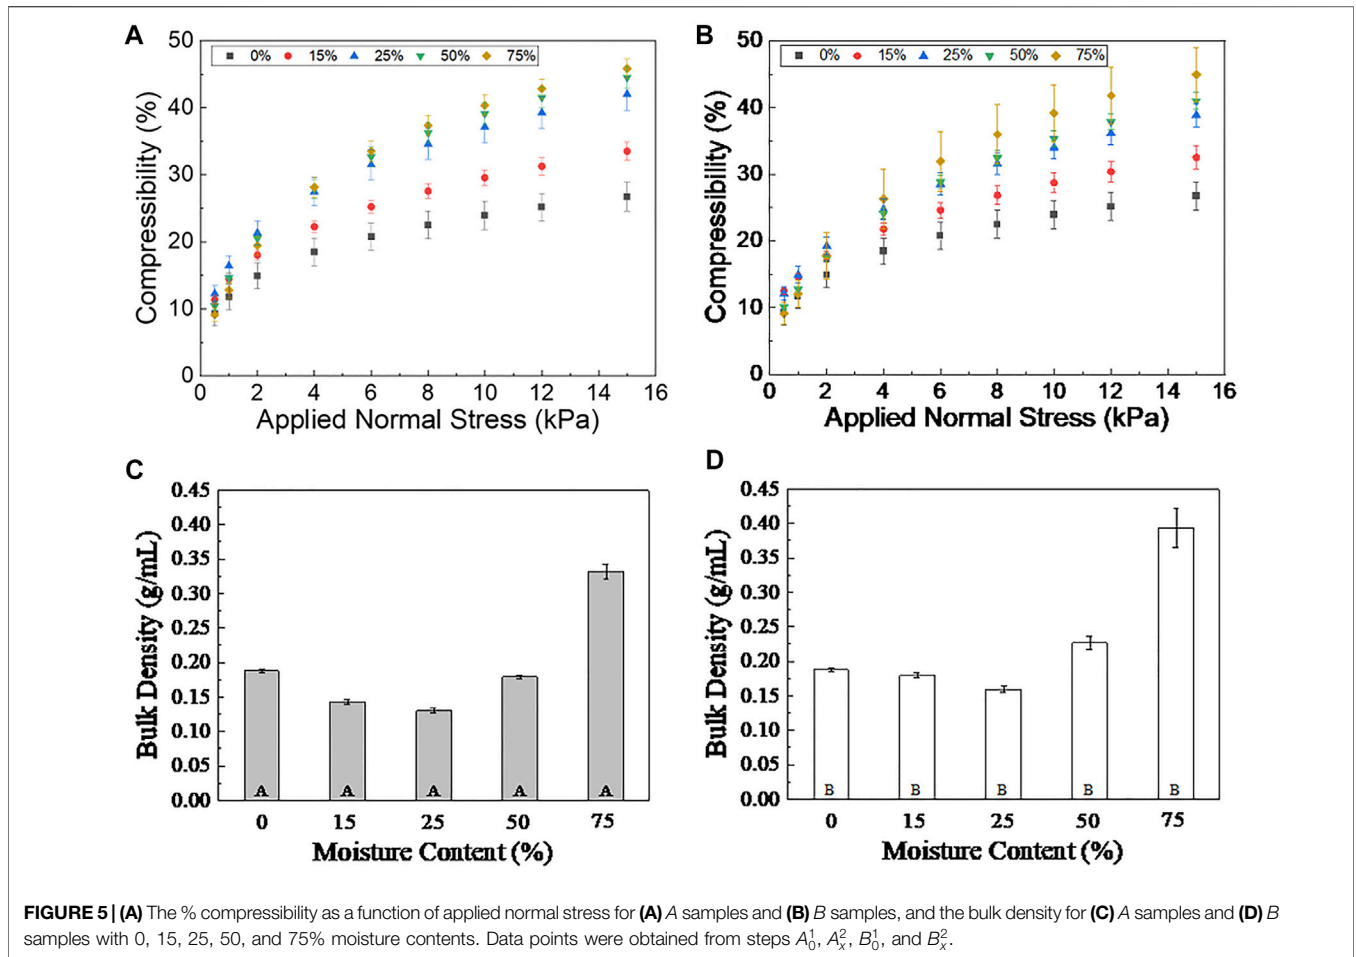 A
50
0% 15% 25% 50% 75%
40
30
20
10
0
Compressibility (%)
0 2 4 6 8 10 12 14 16
Applied Normal Stress (kPa)
B
50
0% 15% 25% 50% 75%
40
30
20
10
0
Compressibility (%)
0 2 4 6 8 10 12 14 16
Applied Normal Stress (kPa)
C
0.45
0.40
0.35
0.30
0.25
0.20
0.15
0.10
0.05
0.00
Bulk Density (g/mL)
A A A A A
0 15 25 50 75
Moisture Content (%)
D
0.45
0.40
0.35
0.30
0.25
0.20
0.15
0.10
0.05
0.00
Bulk Density (g/mL)
B B B B B
0 15 25 50 75
Moisture Content (%)
FIGURE 5 | (A) The % compressibility as a function of applied normal stress for (A) A samples and (B) B samples, and the bulk density for (C) A samples and (D) B
samples with 0, 15, 25, 50, and 75% moisture contents. Data points were obtained from steps A₀¹, Aₓ², B₀¹, and Bₓ².